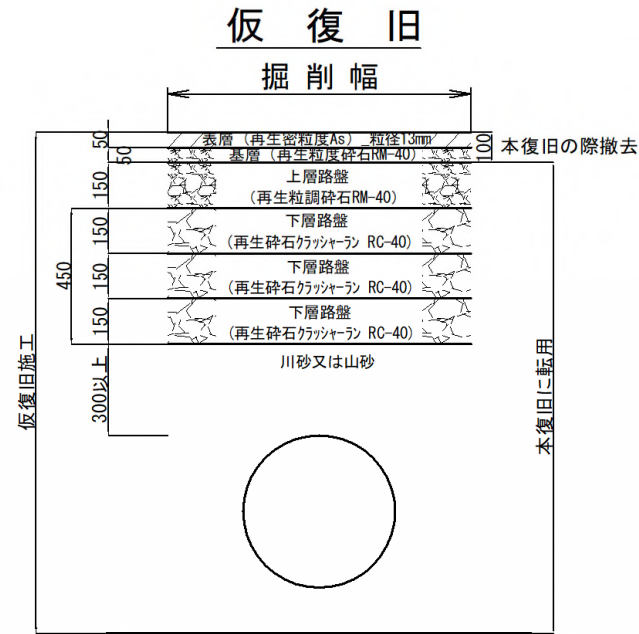 仮復旧
掘削幅
50
表層（再生密粒度As）_粒径13mm
50
基層（再生粒度砕石RM-40）
100
本復旧の際撤去
150
上層路盤
（再生粒調砕石RM-40）
450
150
下層路盤
（再生砕石クラッシャーラン RC-40）
150
下層路盤
（再生砕石クラッシャーラン RC-40）
150
下層路盤
（再生砕石クラッシャーラン RC-40）
300以上
川砂又は山砂
仮復旧施工
本復旧に転用